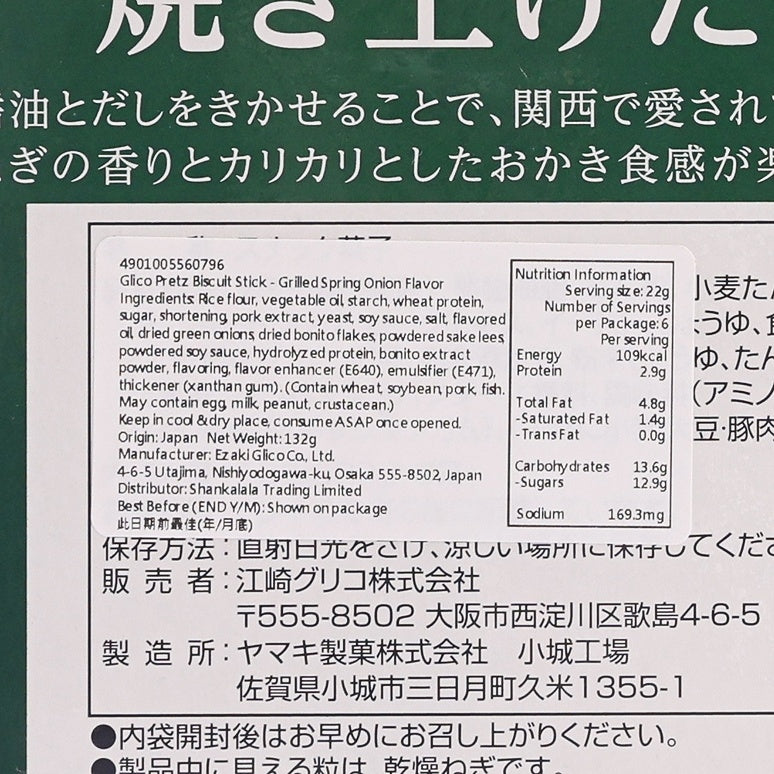 焼き上げた
油とだしをきかせることで、関西で愛され
ぎの香りとカリカリとしたおかき食感が
4901005560796
Glico Pretz Biscuit Stick - Grilled Spring Onion Flavor
Ingredients: Rice flour, vegetable oil, starch, wheat protein,
sugar, shortening, pork extract, yeast, soy sauce, salt, flavored
oil, dried green onions, dried bonito flakes, powdered sake lees,
powdered soy sauce, hydrolyzed protein, bonito extract
powder, flavoring, flavor enhancer (E640), emulsifier (E471),
thickener (xanthan gum). (Contain wheat, soybean, pork, fish.
May contain egg, milk, peanut, crustacean.)
Keep in cool & dry place, consume ASAP once opened.
Origin: Japan Net Weight: 132g
Manufacturer: Ezaki Glico Co., Ltd.
4-6-5 Utajima, Nishiyodogawa-ku, Osaka 555-8502, Japan
Distributor: Shankalala Trading Limited
Best Before (END Y/M): Shown on package
此日期前最佳(年/月底)
Nutrition Information
Serving size: 22g
Number of Servings
per Package: 6
Per serving
Energy 109kcal
Protein 2.9g
Total Fat 4.8g
-Saturated Fat 1.4g
-Trans Fat 0.0g
Carbohydrates 13.6g
-Sugars 12.9g
Sodium 169.3mg
小麦た
うゆ、
ゆ、たん
(アミノ
豆・豚肉
保存方法：直射日光をさけ、涼しい場所に保存してくだ
販売者：江崎グリコ株式会社
〒555-8502 大阪市西淀川区歌島4-6-5
製造所：ヤマキ製菓株式会社 小城工場
佐賀県小城市三日月町久米1355-1
●内袋開封後はお早めにお召し上がりください。
●製品中に見える粒は、乾燥ねぎです。